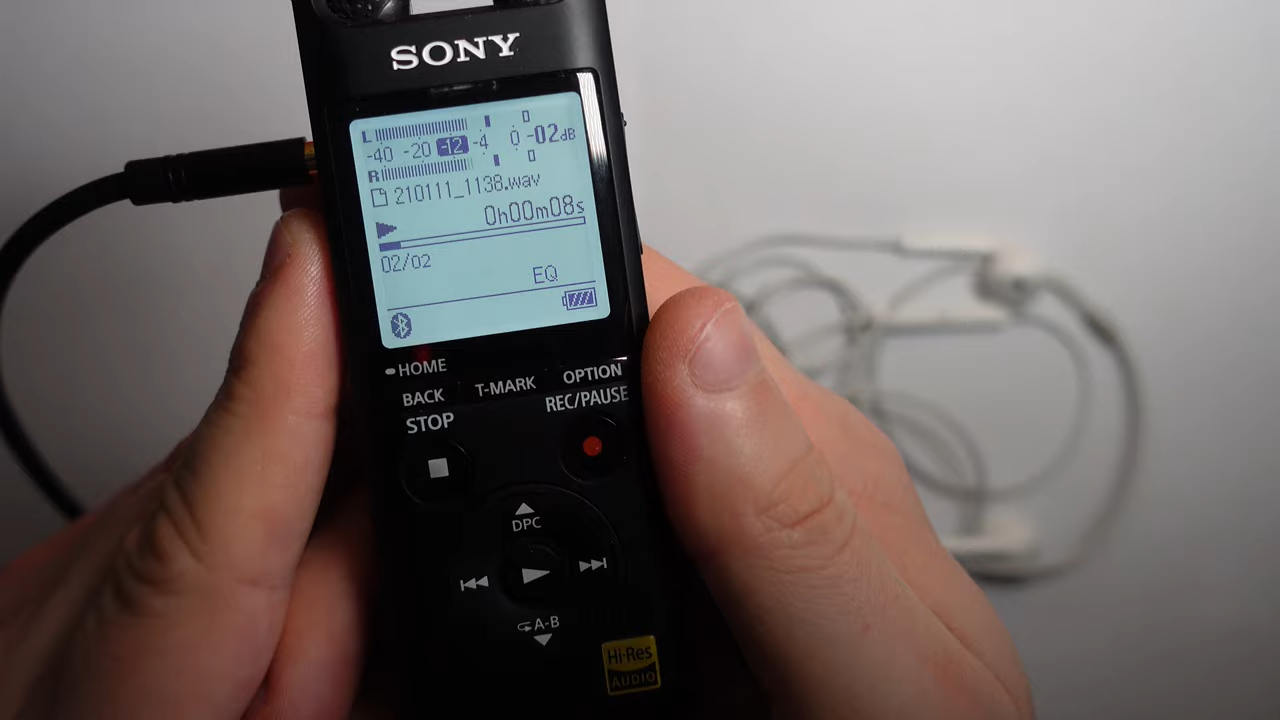 SONY
L
-40 -20 -12 -4 0 -02dB
R
210111_1138.wav
0h00m08s
02/02
EQ
HOME
BACK T-MARK OPTION
STOP REC/PAUSE
DPC
A-B
Hi-Res
AUDIO